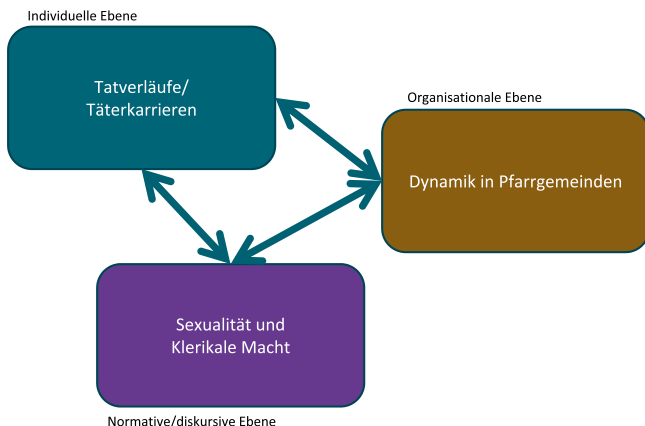 Individuelle Ebene
Tatverläufe/
Täterkarrieren
Organisationale Ebene
Dynamik in Pfarrgemeinden
Sexualität und
Klerikale Macht
Normative/diskursive Ebene